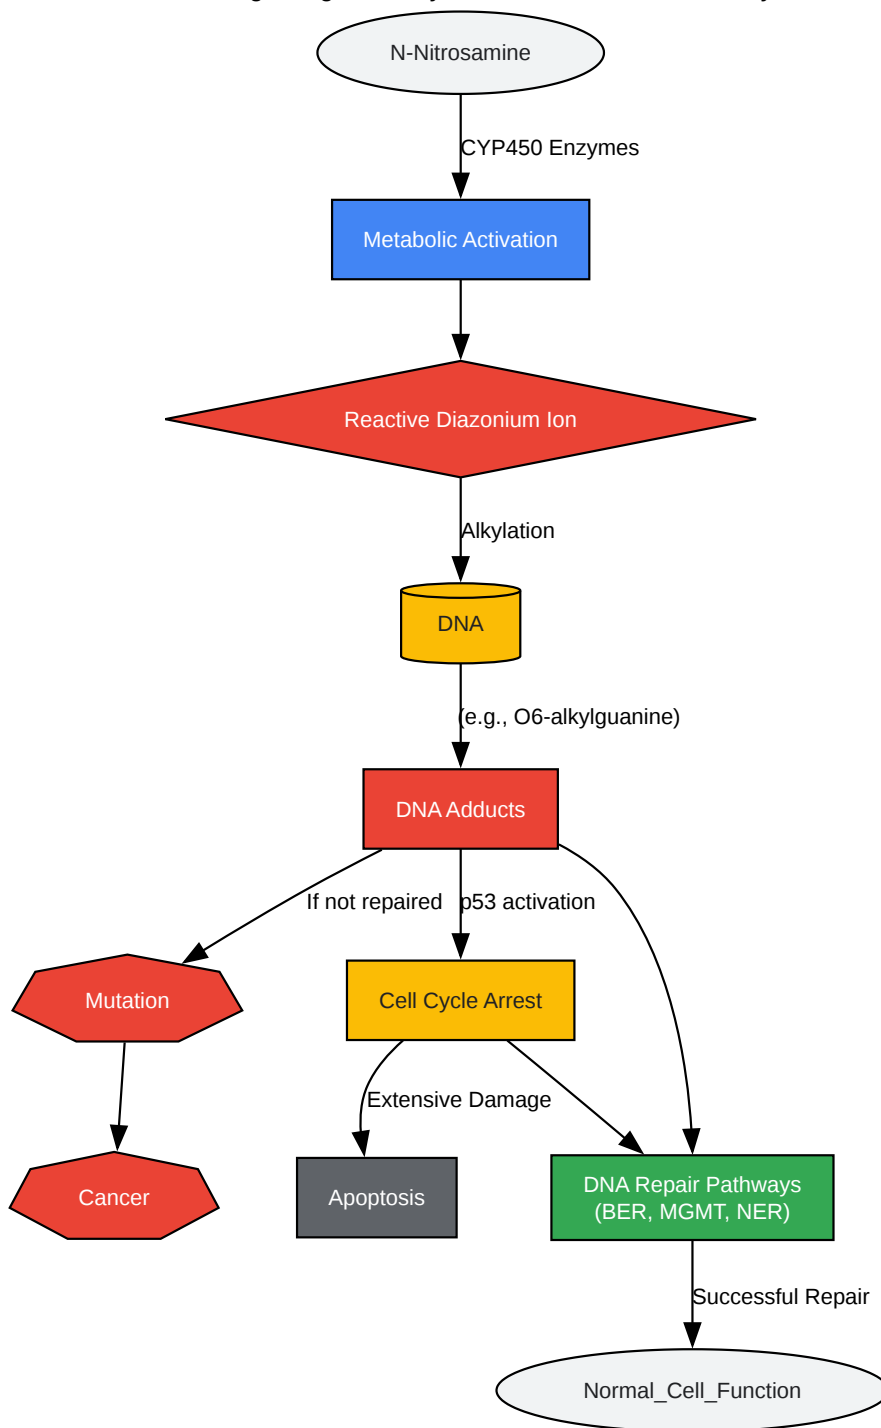 N-Nitrosamine
CYP450 Enzymes
Metabolic Activation
Reactive Diazonium Ion
Alkylation
DNA
(e.g., O6-alkylguanine)
DNA Adducts
If not repaired
p53 activation
Mutation
Cell Cycle Arrest
Extensive Damage
Cancer
Apoptosis
DNA Repair Pathways
(BER, MGMT, NER)
Successful Repair
Normal_Cell_Function